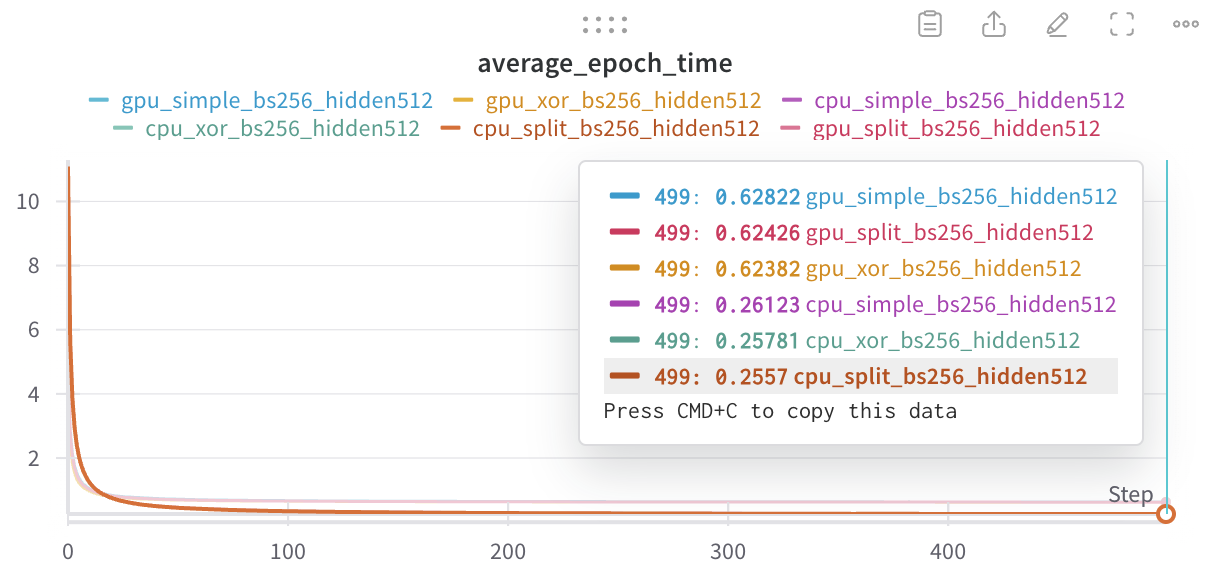 average_epoch_time
gpu_simple_bs256_hidden512 gpu_xor_bs256_hidden512 cpu_simple_bs256_hidden512
cpu_xor_bs256_hidden512 cpu_split_bs256_hidden512 gpu_split_bs256_hidden512
499: 0.62822 gpu_simple_bs256_hidden512
499: 0.62426 gpu_split_bs256_hidden512
499: 0.62382 gpu_xor_bs256_hidden512
499: 0.26123 cpu_simple_bs256_hidden512
499: 0.25781 cpu_xor_bs256_hidden512
499: 0.2557 cpu_split_bs256_hidden512
Press CMD+C to copy this data
10
8
6
4
2
Step
0 100 200 300 400